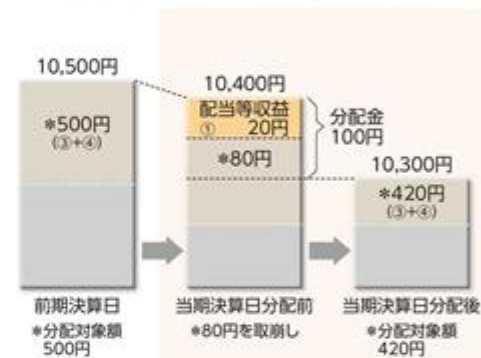 10,500円
*500円
(③+④)
10,400円
配当等収益
① 20円
*80円
分配金
100円
10,300円
*420円
(③+④)
前期決算日
当期決算日分配前
当期決算日分配後
*分配対象額
500円
*80円を取崩し
*分配対象額
420円